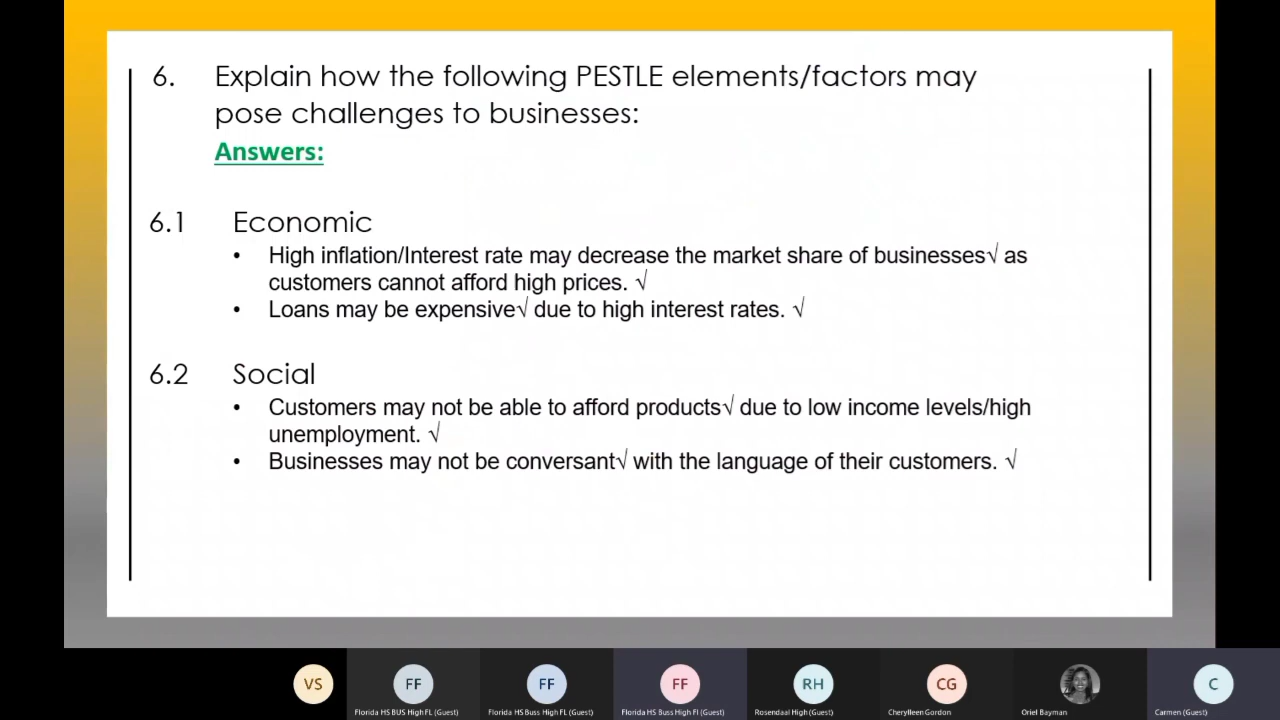 6. Explain how the following PESTLE elements/factors may
pose challenges to businesses:
Answers:
6.1 Economic
• High inflation/Interest rate may decrease the market share of businesses√ as
customers cannot afford high prices. √
• Loans may be expensive√ due to high interest rates. √
6.2 Social
• Customers may not be able to afford products√ due to low income levels/high
unemployment. √
• Businesses may not be conversant√ with the language of their customers. √
VS
FF
Florida HS BUS High FL (Guest)
FF
Florida HS Buss High FL (Guest)
FF
Florida HS Buss High Fl (Guest)
RH
Rosendaal High (Guest)
CG
Cherylleen Gordon
Oriel Bayman
C
Carmen (Guest)